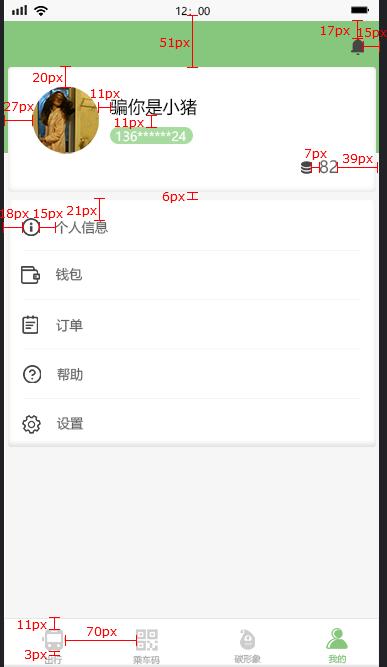 12:_00
17px
15px
51px
20px
11px
27px
骗你是小猪
11px
136******24
7px
82
39px
6px
21px
18px 15px
个人信息
钱包
订单
帮助
设置
11px
70px
3px
出行 乘车码 碳形象 我的